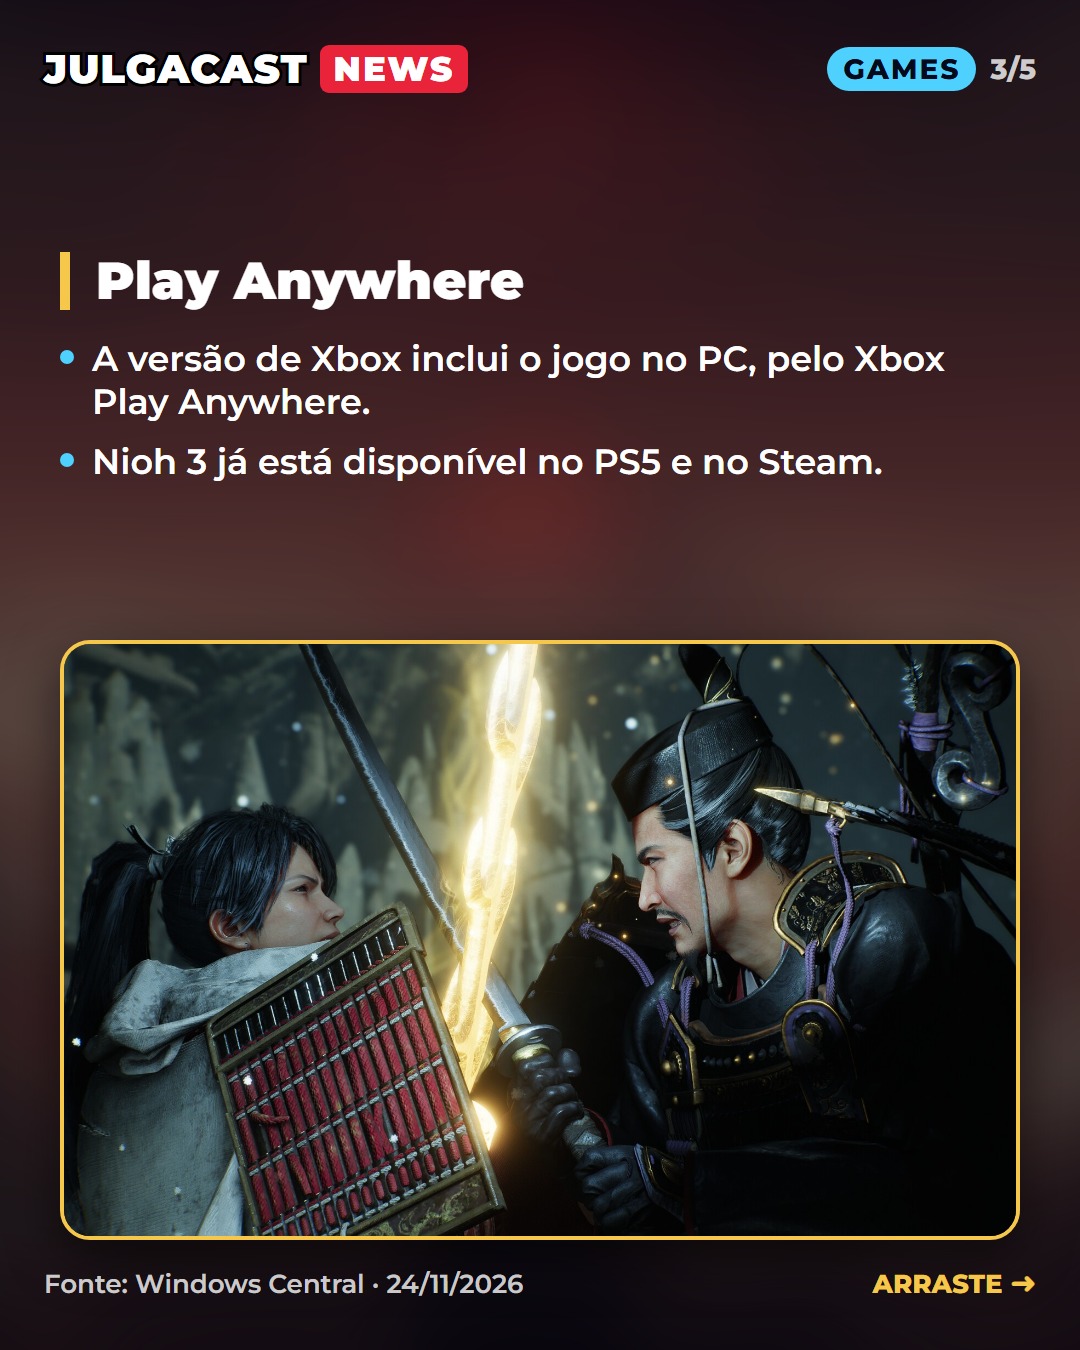 JULGACAST NEWS
GAMES 3/5
Play Anywhere
• A versão de Xbox inclui o jogo no PC, pelo Xbox
Play Anywhere.
• Nioh 3 já está disponível no PS5 e no Steam.
Fonte: Windows Central · 24/11/2026
ARRASTE →